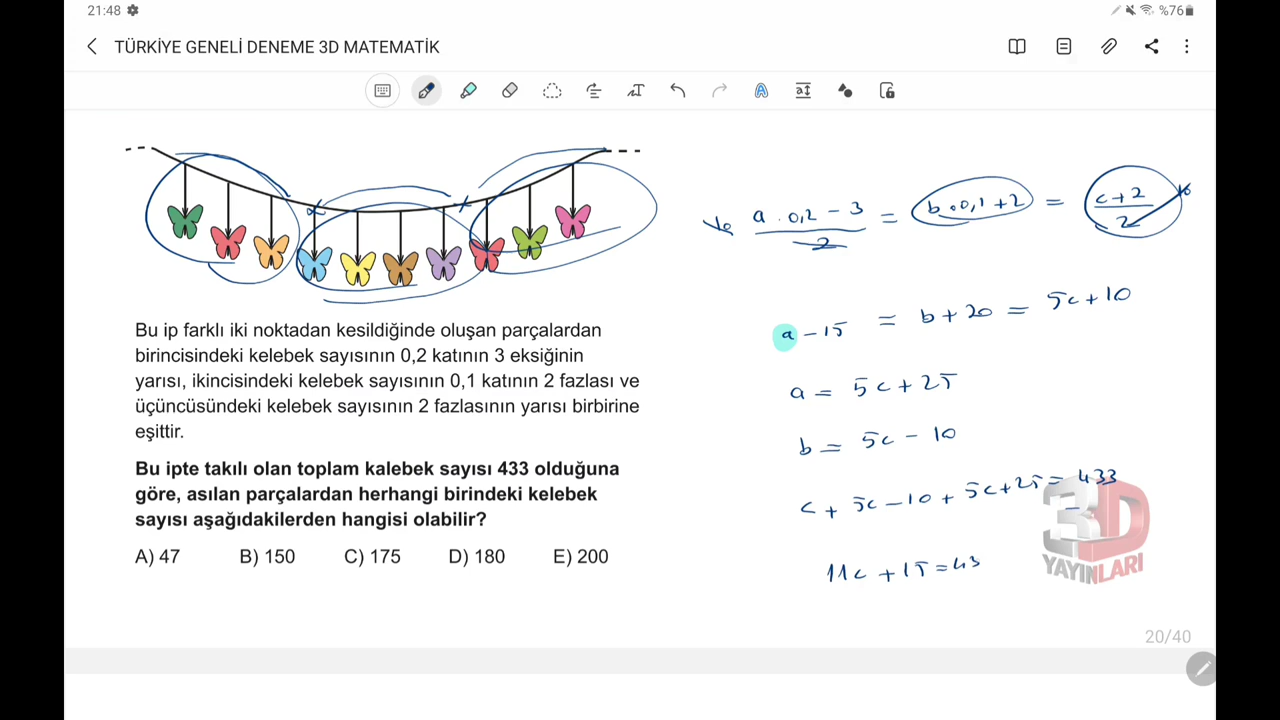 21:48 %76
TÜRKİYE GENELİ DENEME 3D MATEMATİK
Bu ip farklı iki noktadan kesildiğinde oluşan parçalardan
birincisindeki kelebek sayısının 0,2 katının 3 eksiğinin
yarısı, ikincisindeki kelebek sayısının 0,1 katının 2 fazlası ve
üçüncüsündeki kelebek sayısının 2 fazlasının yarısı birbirine
eşittir.
Bu ipte takılı olan toplam kalebek sayısı 433 olduğuna
göre, asılan parçalardan herhangi birindeki kelebek
sayısı aşağıdakilerden hangisi olabilir?
A) 47 B) 150 C) 175 D) 180 E) 200
a . 0,2 - 3 / 2 = b . 0,1 + 2 = c + 2 / 2
a - 15 = b + 20 = 5c + 10
a = 5c + 25
b = 5c - 10
c + 5c - 10 + 5c + 25 = 433
11c + 15 = 43
3D
YAYINLARI
20/40